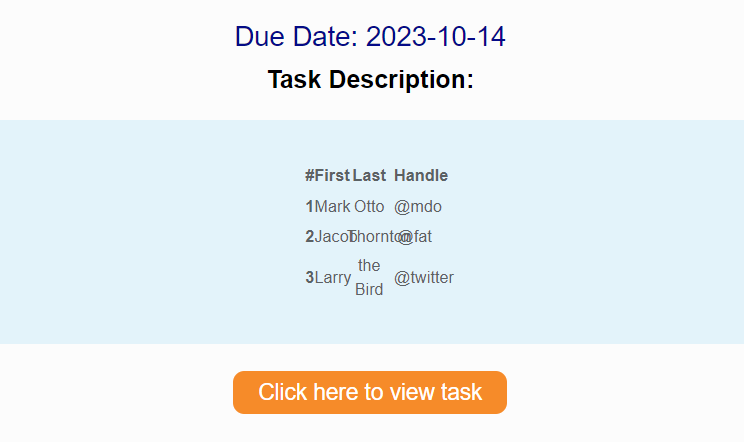 Due Date: 2023-10-14
Task Description:
# First Last Handle
1 Mark Otto @mdo
2 Jacob Thornton @fat
3 Larry the Bird @twitter
Click here to view task